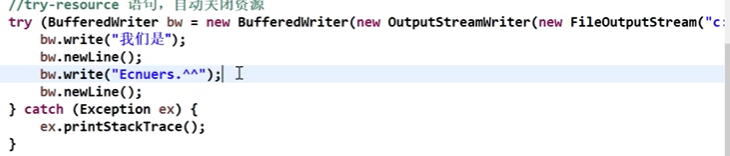 //try-resource 语句，自动关闭资源
try (BufferedWriter bw = new BufferedWriter(new OutputStreamWriter(new FileOutputStream("c:
bw.write("我们是");
bw.newLine();
bw.write("Ecnuers.^^");
bw.newLine();
} catch (Exception ex) {
ex.printStackTrace();
}